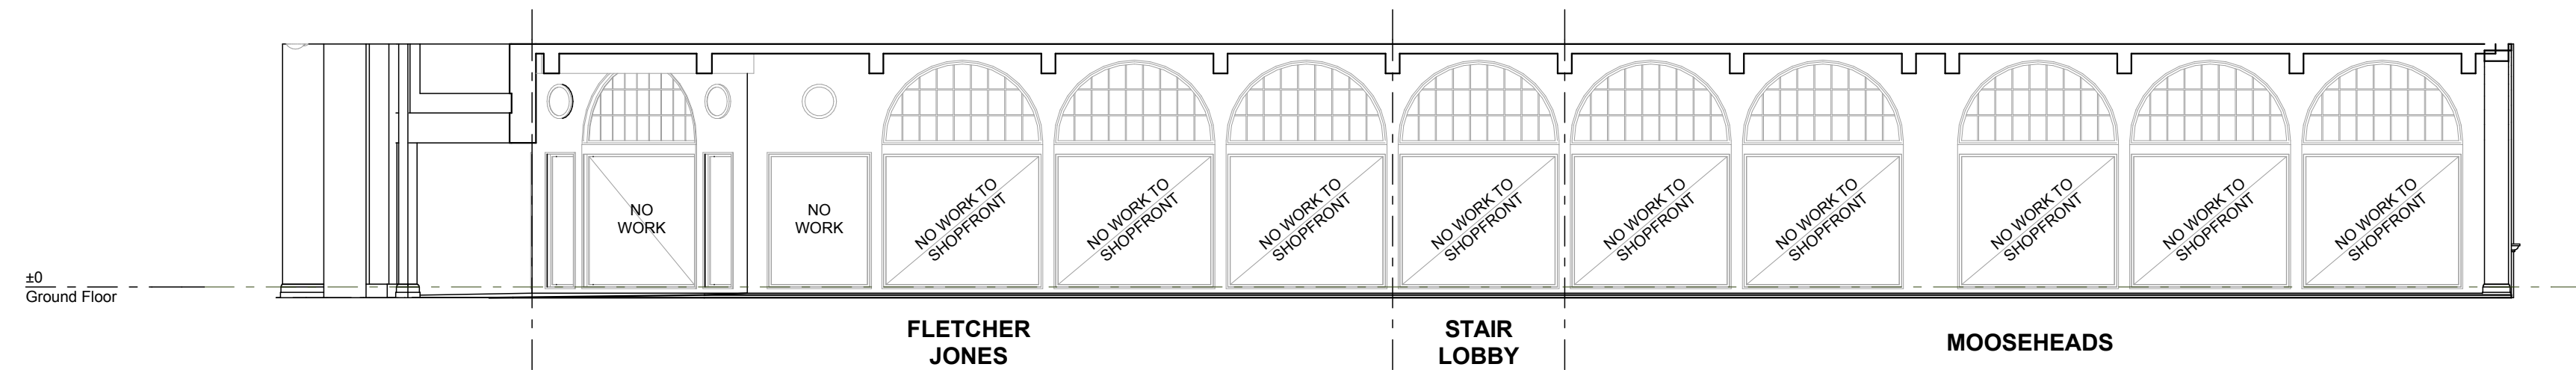 NO
WORK
NO
WORK
NO WORK TO
SHOPFRONT
NO WORK TO
SHOPFRONT
NO WORK TO
SHOPFRONT
NO WORK TO
SHOPFRONT
NO WORK TO
SHOPFRONT
NO WORK TO
SHOPFRONT
NO WORK TO
SHOPFRONT
NO WORK TO
SHOPFRONT
NO WORK TO
SHOPFRONT
±0
Ground Floor
FLETCHER
JONES
STAIR
LOBBY
MOOSEHEADS